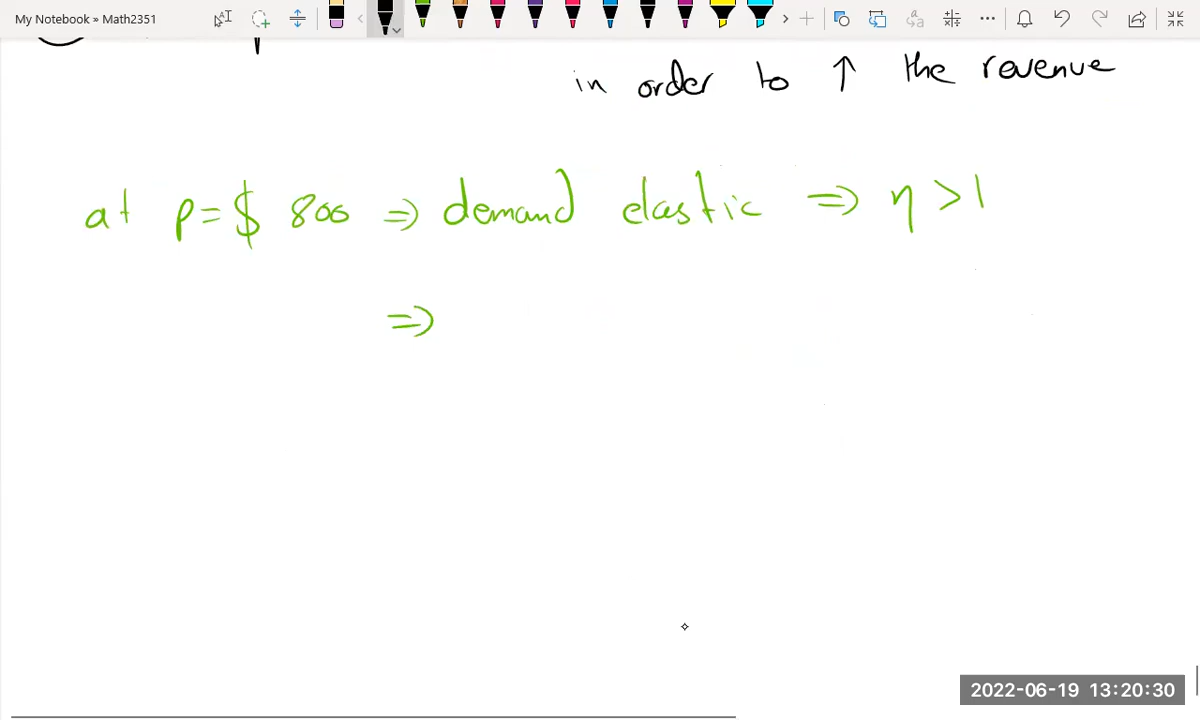 My Notebook » Math2351
in order to ↑ the revenue
at p = $ 800 ⇒ demand elastic ⇒ η > 1
⇒
2022-06-19 13:20:30